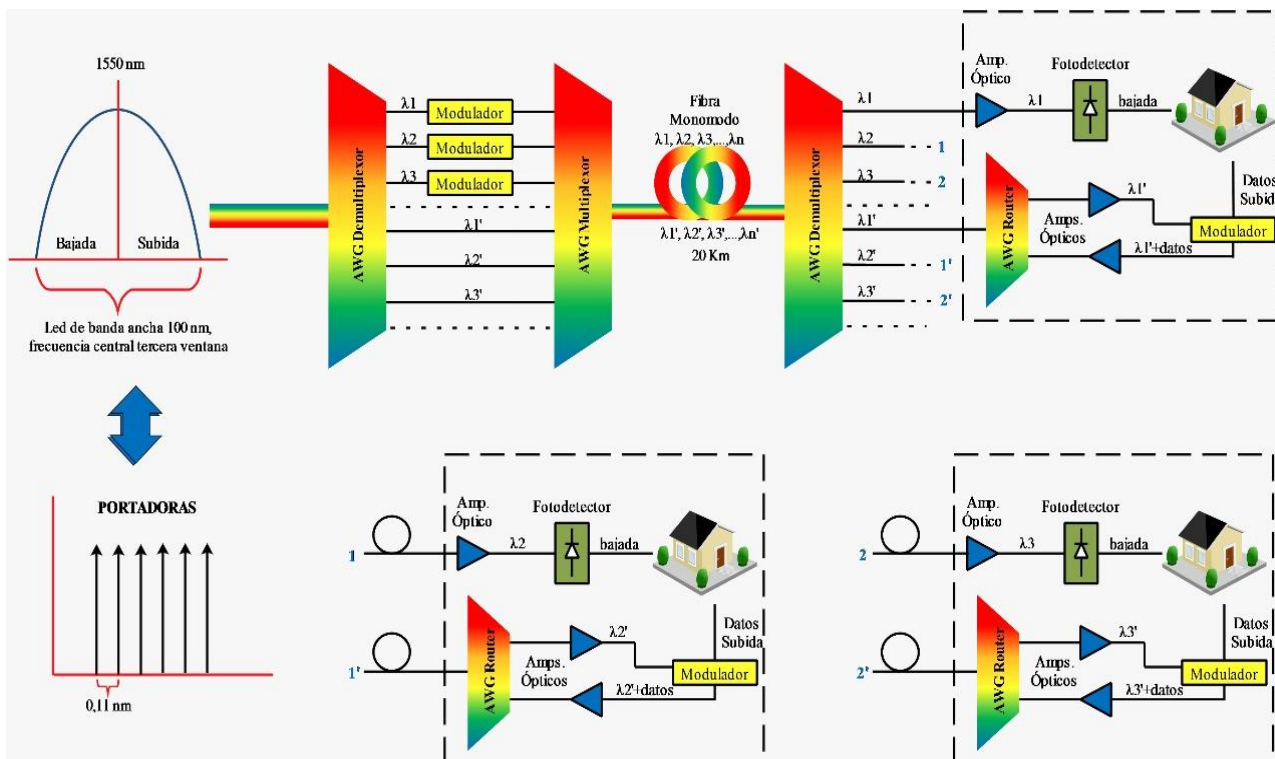 1550 nm
Bajada
Subida
Led de banda ancha 100 nm,
frecuencia central tercera ventana
PORTADORAS
0,11 nm
AWG Demultiplexor
λ1
Modulador
λ2
Modulador
λ3
Modulador
λ1'
λ2'
λ3'
AWG Multiplexor
Fibra
Monomodo
λ1, λ2, λ3,...,λn
λ1', λ2', λ3',...,λn'
20 Km
AWG Demultiplexor
λ1
λ2
1
λ3
2
λ1'
λ2'
1'
λ3'
2'
Amp.
Óptico
λ1
Fotodetector
bajada
AWG Router
λ1'
Amps.
Ópticos
Datos
Subida
Modulador
λ1'+datos
1
Amp.
Óptico
λ2
Fotodetector
bajada
1'
AWG Router
λ2'
Amps.
Ópticos
Datos
Subida
Modulador
λ2'+datos
2
Amp.
Óptico
λ3
Fotodetector
bajada
2'
AWG Router
λ3'
Amps.
Ópticos
Datos
Subida
Modulador
λ3'+datos